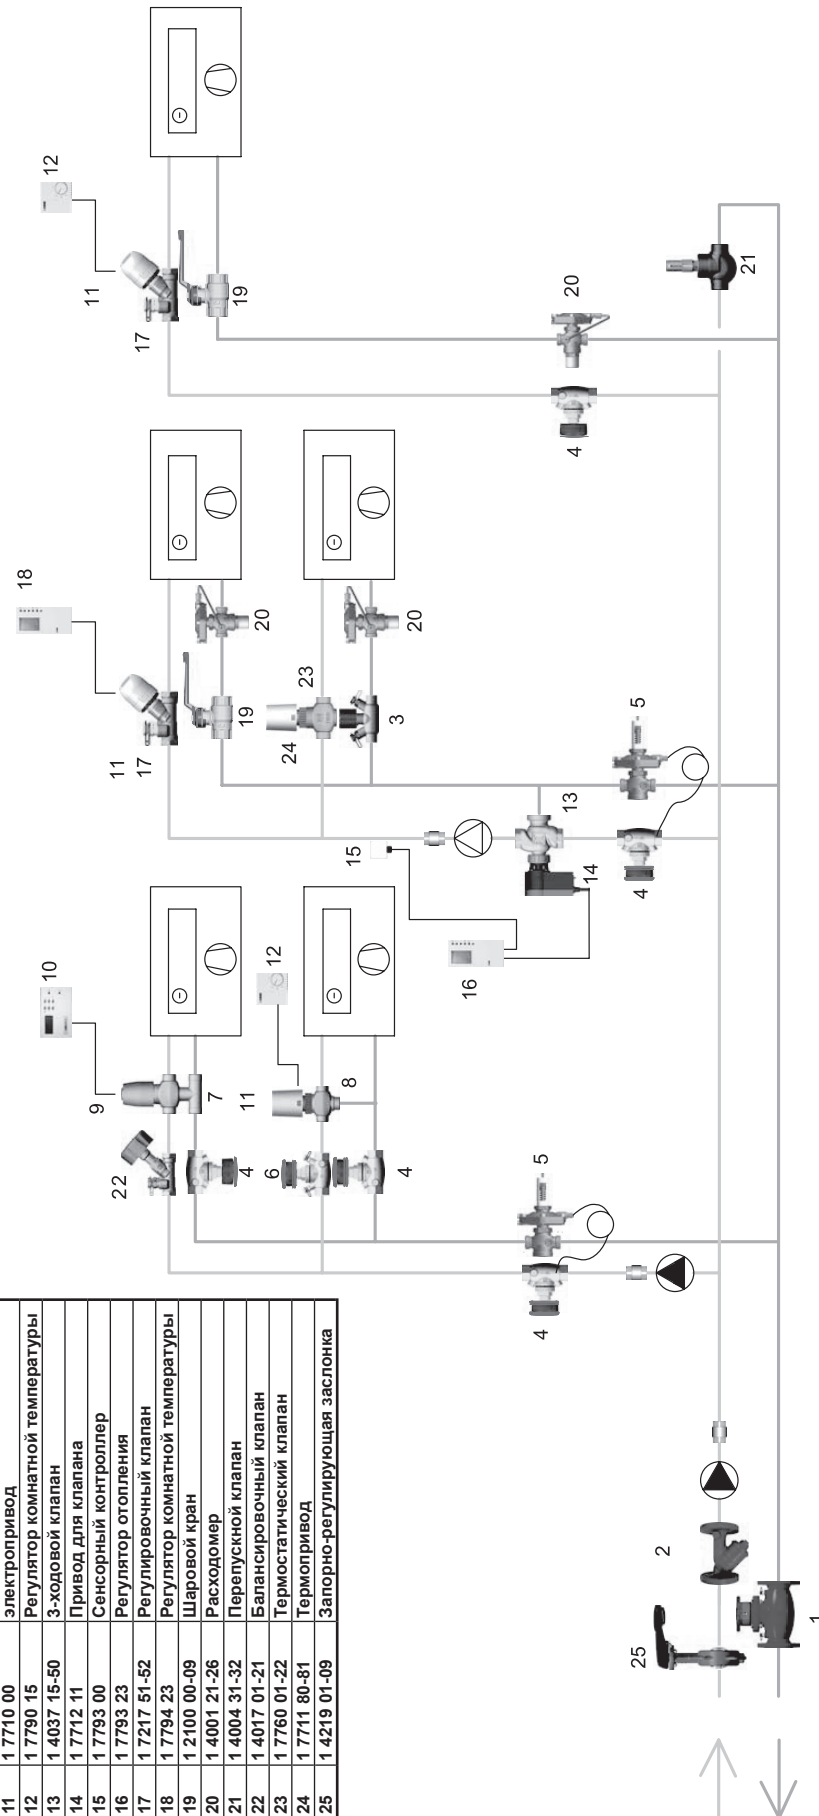 11 1 7710 00 электропривод
12 1 7790 15 Регулятор комнатной температуры
13 1 4037 15-50 3-ходовой клапан
14 1 7712 11 Привод для клапана
15 1 7793 00 Сенсорный контроллер
16 1 7793 23 Регулятор отопления
17 1 7217 51-52 Регулировочный клапан
18 1 7794 23 Регулятор комнатной температуры
19 1 2100 00-09 Шаровой кран
20 1 4001 21-26 Расходомер
21 1 4004 31-32 Перепускной клапан
22 1 4017 01-21 Балансировочный клапан
23 1 7760 01-22 Термостатический клапан
24 1 7711 80-81 Термопривод
25 1 4219 01-09 Запорно-регулирующая заслонка
10
9
7
22
4
12
11
8
6
4
5
4
18
11
17
19
20
23
24
3
20
15
13
14
16
5
4
12
11
17
19
20
4
21
2
25
1